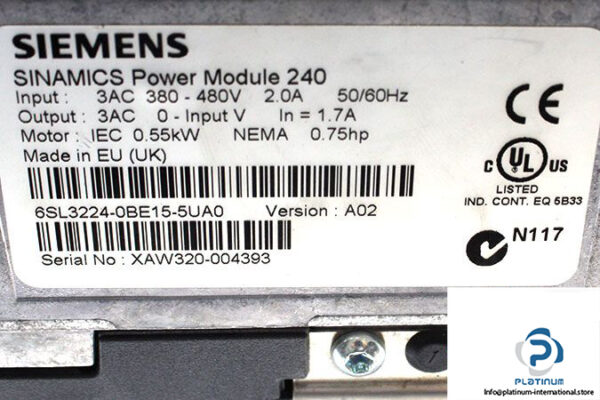 SIEMENS
SINAMICS Power Module 240
Input : 3AC 380 - 480V 2.0A 50/60Hz
Output : 3AC 0 - Input V In = 1.7A
Motor : IEC 0.55kW NEMA 0.75hp
Made in EU (UK)
6SL3224-0BE15-5UA0 Version : A02
Serial No : XAW320-004393
CE
C UL US
LISTED
IND. CONT. EQ 6B33
N117
PLATINUM
info@platinum-international.store